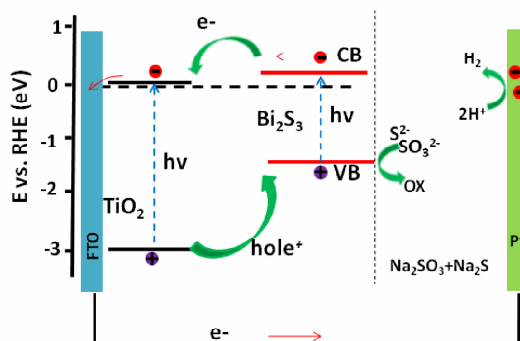 E vs. RHE (eV)
1
0
-1
-2
-3
FTO
e-
CB
Bi₂S₃
hv
hv
VB
TiO₂
hole⁺
H₂
2H⁺
S²⁻
SO₃²⁻
OX
Na₂SO₃+Na₂S
P
e-